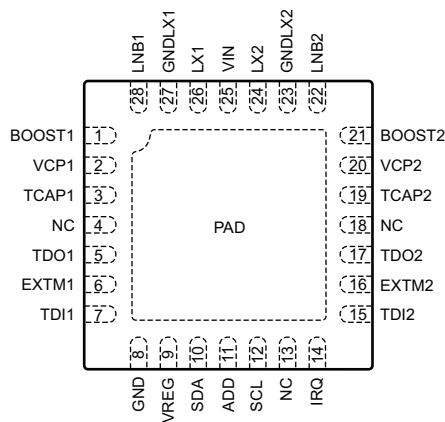 LNB1
GNDLX1
LX1
VIN
LX2
GNDLX2
LNB2
28
27
26
25
24
23
22
BOOST1 1
VCP1 2
TCAP1 3
NC 4
TDO1 5
EXTM1 6
TDI1 7
PAD
21 BOOST2
20 VCP2
19 TCAP2
18 NC
17 TDO2
16 EXTM2
15 TDI2
8
9
10
11
12
13
14
GND
VREG
SDA
ADD
SCL
NC
IRQ